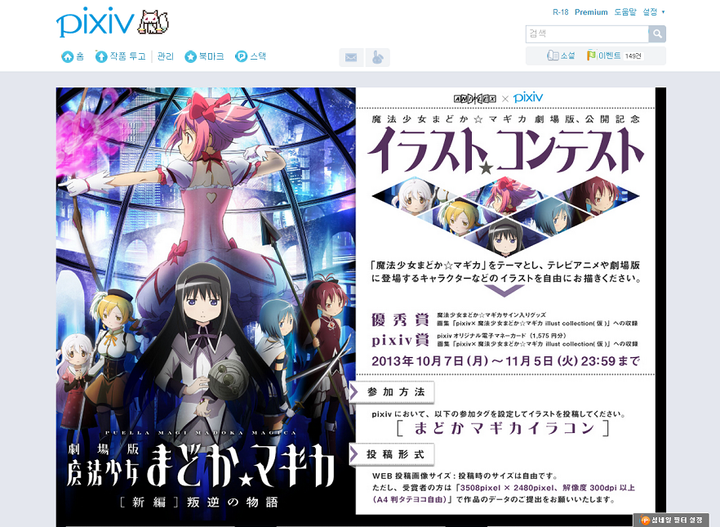 pixiv
R-18 Premium 도움말 설정
홈 작품 투고 관리 북마크 스택
검색
소설 이벤트 149건
× pixiv
魔法少女まどか☆マギカ 劇場版、公開記念
イラスト★コンテスト
「魔法少女まどか☆マギカ」をテーマとし、テレビアニメや劇場版
に登場するキャラクターなどのイラストを自由にお描きください。
優秀賞 魔法少女まどか☆マギカサイン入りグッズ
画集「pixiv× 魔法少女まどか☆マギカ illust collection(仮)」への収録
pixiv賞 pixivオリジナル電子マネーカード(1,575 円分)
画集「pixiv× 魔法少女まどか☆マギカ illust collection(仮)」への収録
2013年10月7日(月)〜11月5日(火)23:59まで
参加方法
pixivにおいて、以下の参加タグを設定してイラストを投稿してください。
[まどかマギカイラコン]
投稿形式
WEB 投稿画像サイズ:投稿時のサイズは自由です。
ただし、受賞者の方は「3508pixel × 2480pixel、解像度 300dpi 以上
(A4 判タテヨコ自由)」で作品のデータのご提出をお願いいたします。
PUELLA MAGI MADOKA MAGICA
劇場版
魔法少女まどか☆マギカ
[新編]叛逆の物語
섬네일 필터 설정